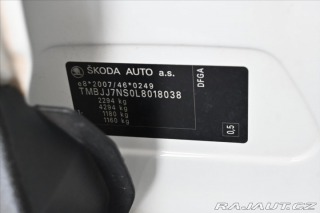 ŠKODA AUTO a.s.
e8*2007/46*0249
TMBJJ7NS0L8018038
2294 kg
4294 kg
1- 1180 kg
1160 kg
DFGA
0,5
RAJAUT.CZ